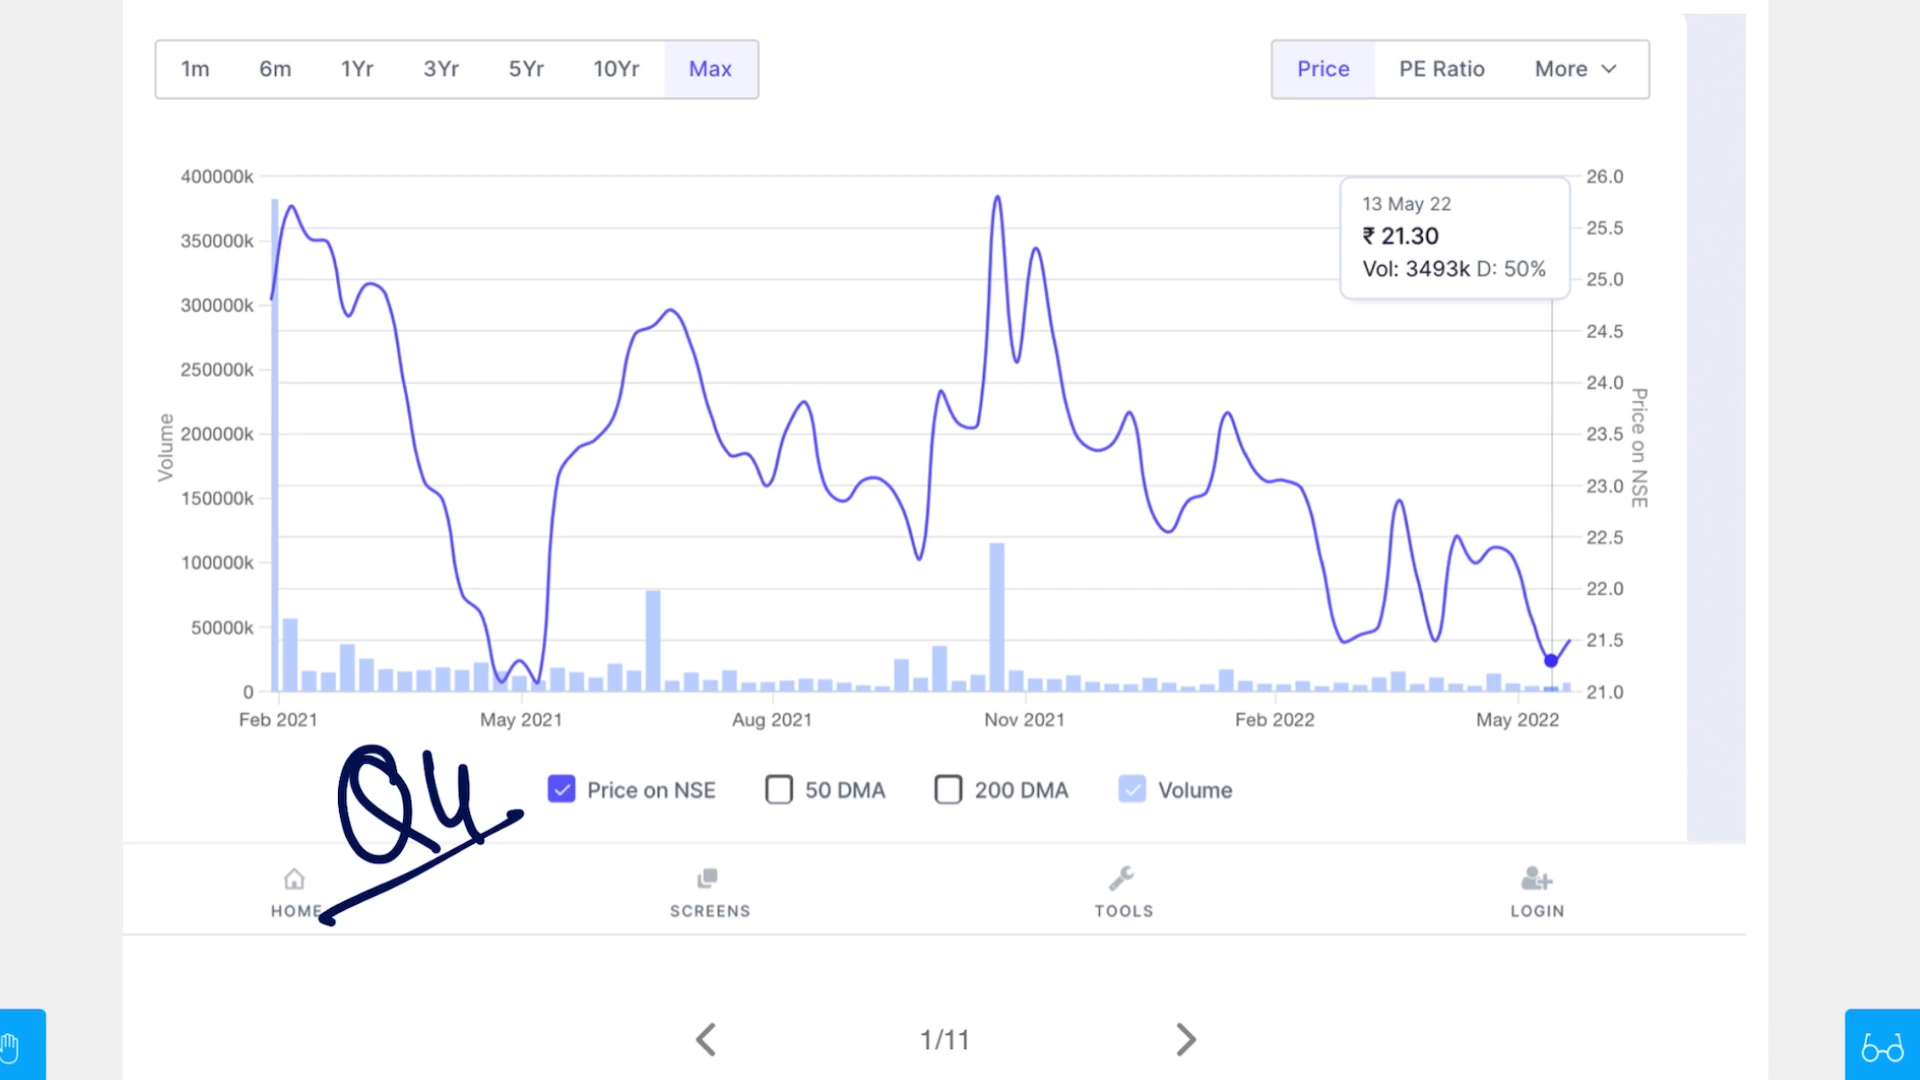 1m 6m 1Yr 3Yr 5Yr 10Yr Max Price PE Ratio More
400000k 26.0
13 May 22
25.5
350000k ₹ 21.30
Vol: 3493k D: 50%
25.0
300000k
24.5
250000k 24.0
Volume 200000k 23.5 Price on NSE
150000k 23.0
22.5
100000k
22.0
50000k 21.5
0 21.0
Feb 2021 May 2021 Aug 2021 Nov 2021 Feb 2022 May 2022
Q4
Price on NSE 50 DMA 200 DMA Volume
HOME SCREENS TOOLS LOGIN
1/11